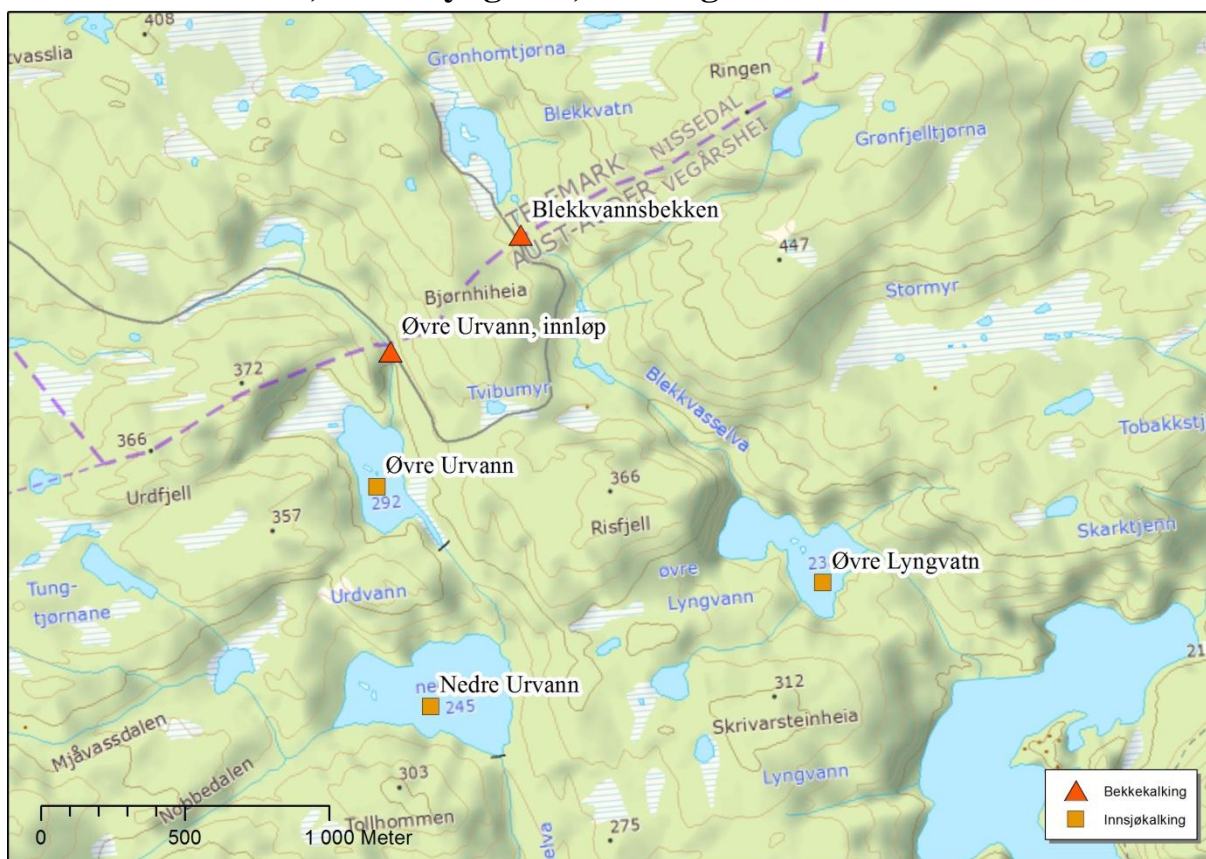 408
tvasslia
Grønhomtjørna
Ringen
Blekkvatn
NISSEDAL
Grønfjelltjørna
TELEMARK
VEGÅRSHEI
Blekkvannsbekken
AUST-AGDER
447
Bjørnhiheia
Stormyr
Øvre Urvann, innløp
372
Tvibumyr
Blekkvasselva
366
Tobakkstj
Øvre Urvann
292
366
Urdfjell
357
Risfjell
Skarktjenn
23
Øvre Lyngvatn
øvre
Lyngvann
Tung-
tjørnane
Urdvann
21
Nedre Urvann
ne
245
312
Skrivarsteinheia
Mjåvassdalen
Nobbedalen
303
Lyngvann
Tollhommen
275
elva
0 500 1 000 Meter
Bekkekalking
Innsjøkalking